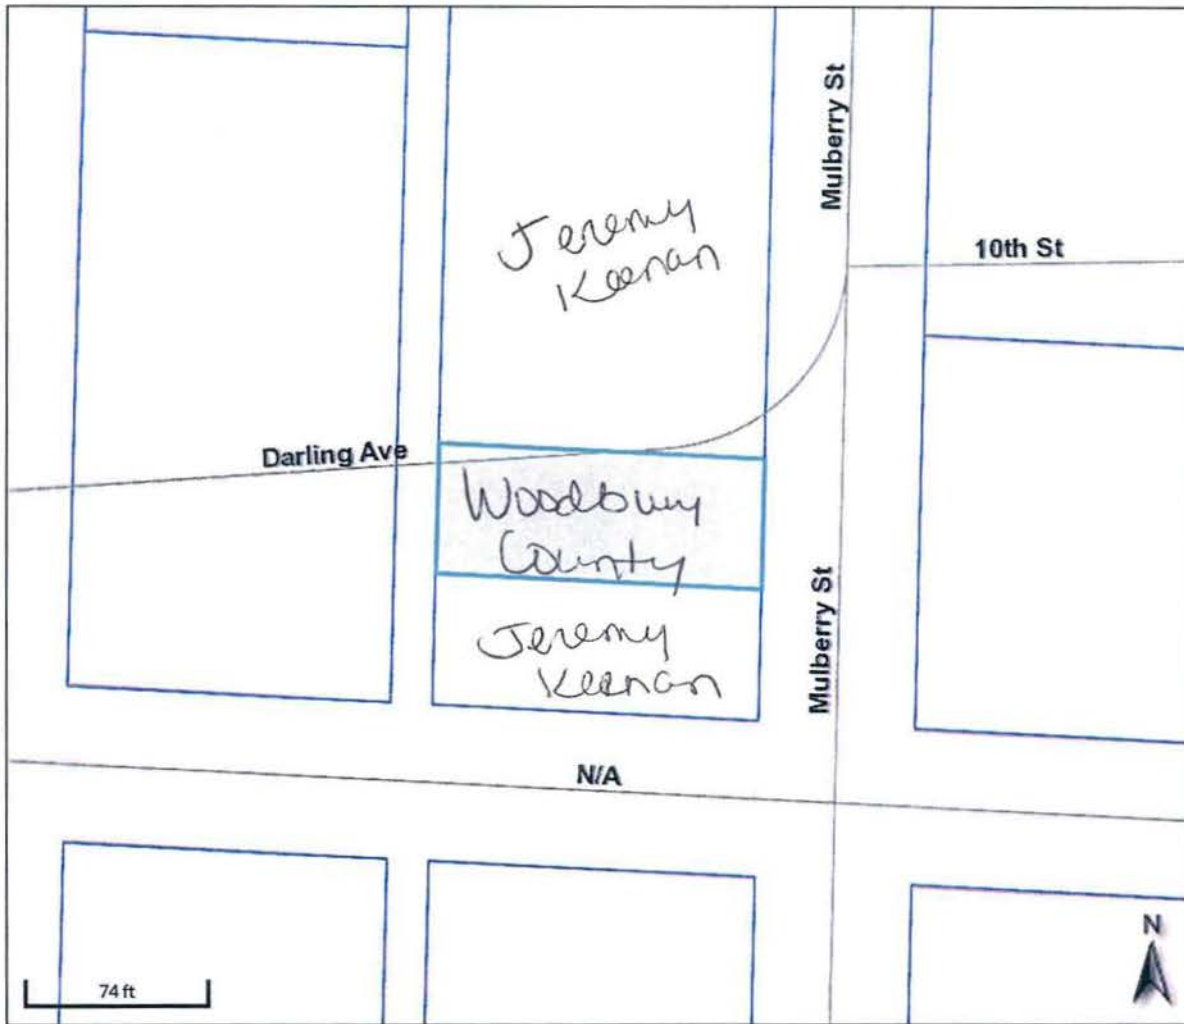 Mulberry St
Jeremy
Keenan
10th St
Darling Ave
Woodbury
County
Mulberry St
Jeremy
Keenan
N/A
N
74 ft